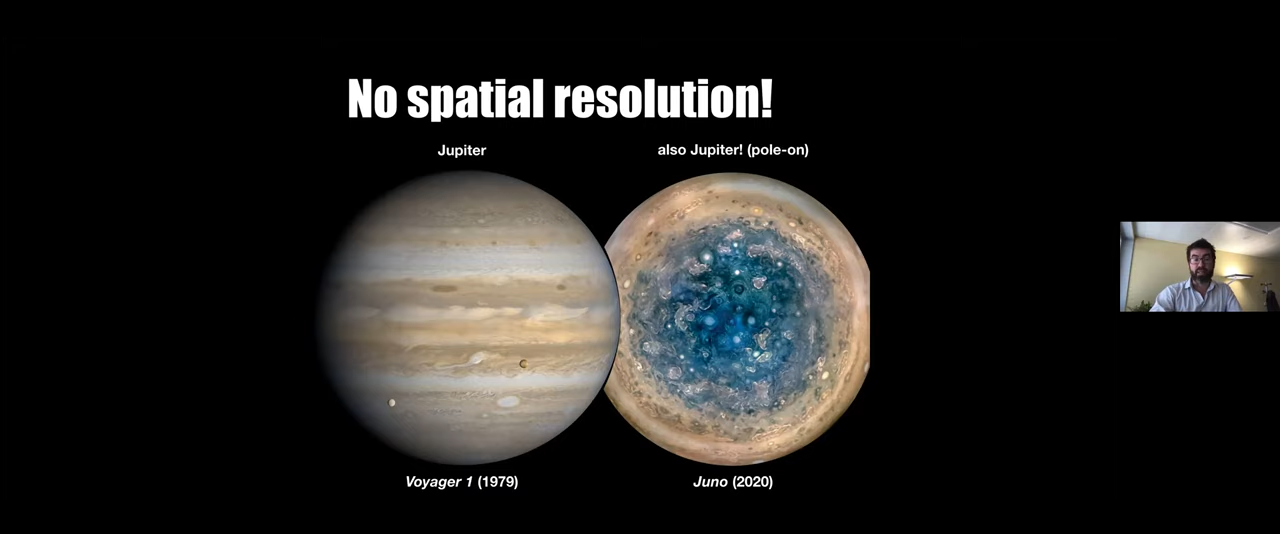 No spatial resolution!
Jupiter
also Jupiter! (pole-on)
Voyager 1 (1979)
Juno (2020)